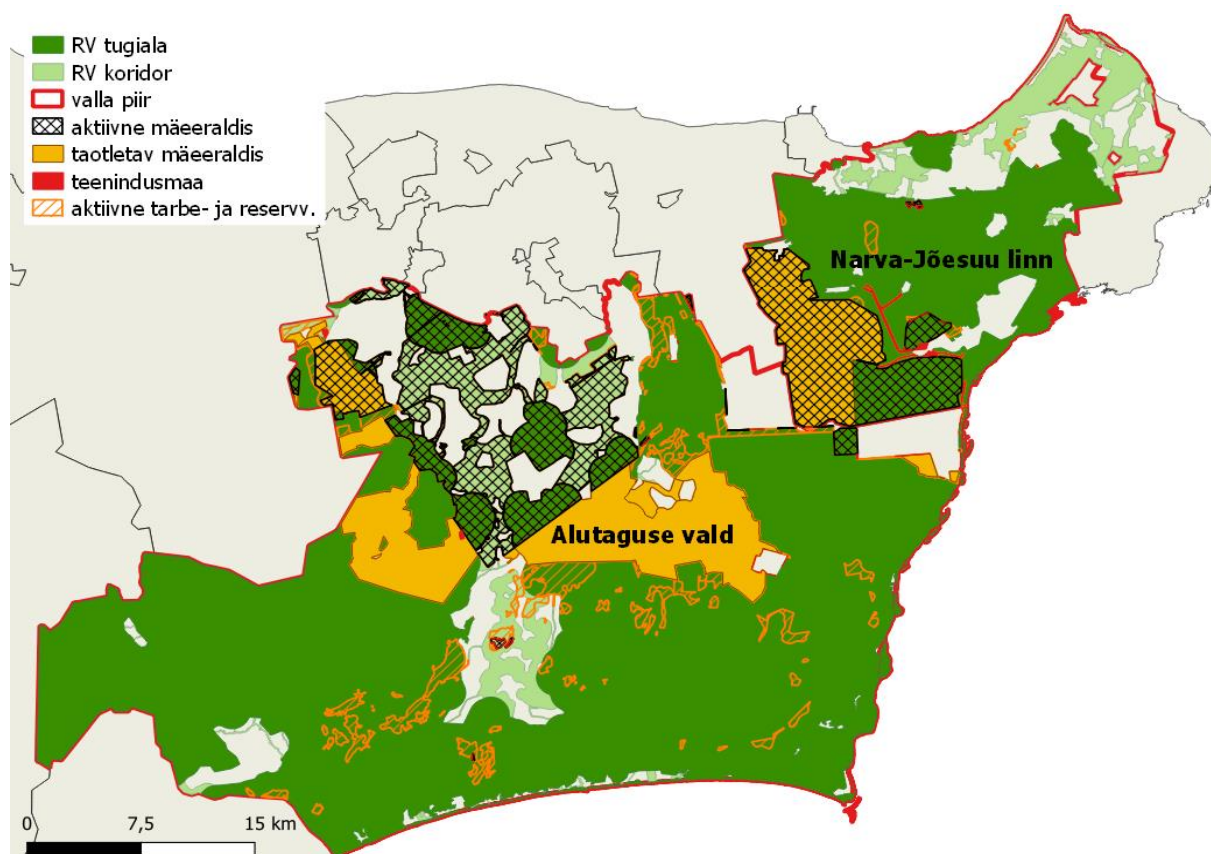 RV tugiala
RV koridor
valla piir
aktiivne mäeeraldis
taotletav mäeeraldis
teenindusmaa
aktiivne tarbe- ja reservv.
Narva-Jõesuu linn
Alutaguse vald
0 7,5 15 km